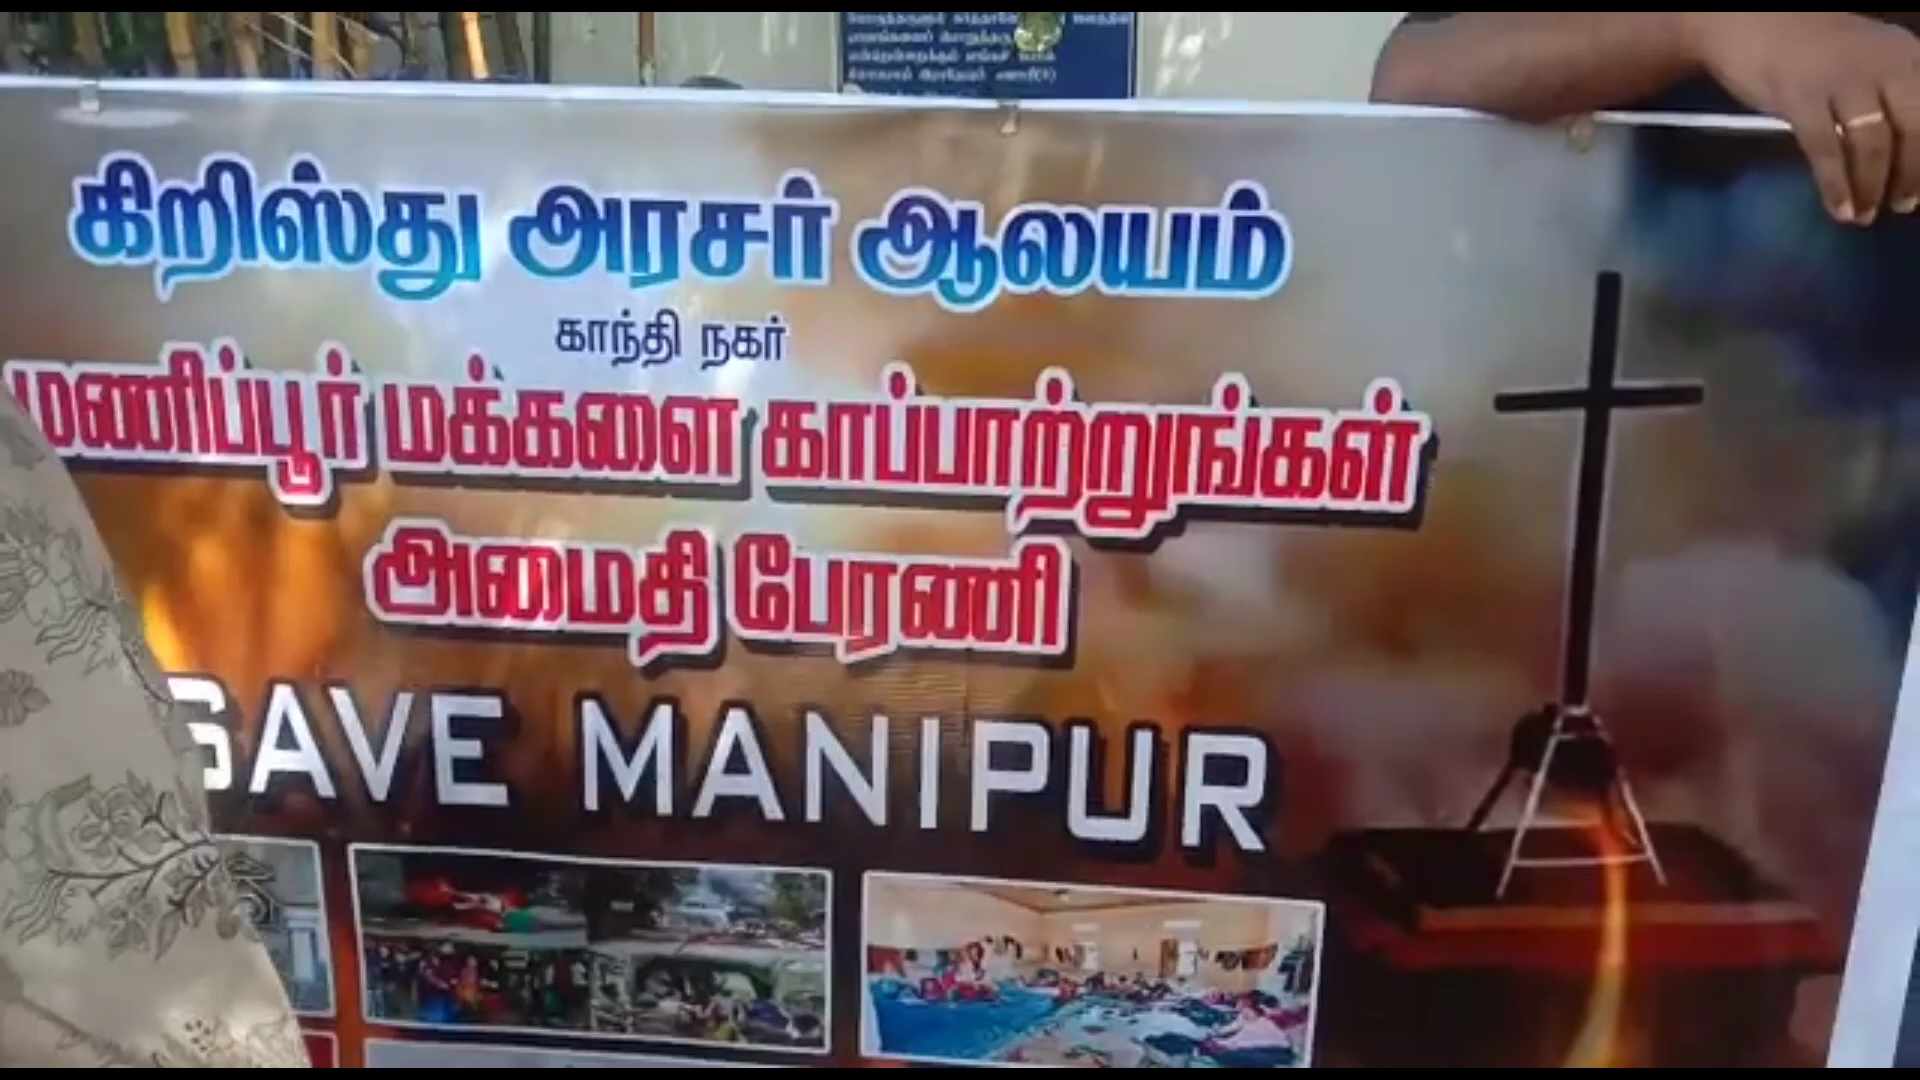 கிறிஸ்து அரசர் ஆலயம்
காந்தி நகர்
மணிப்பூர் மக்களை காப்பாற்றுங்கள்
அமைதி பேரணி
SAVE MANIPUR